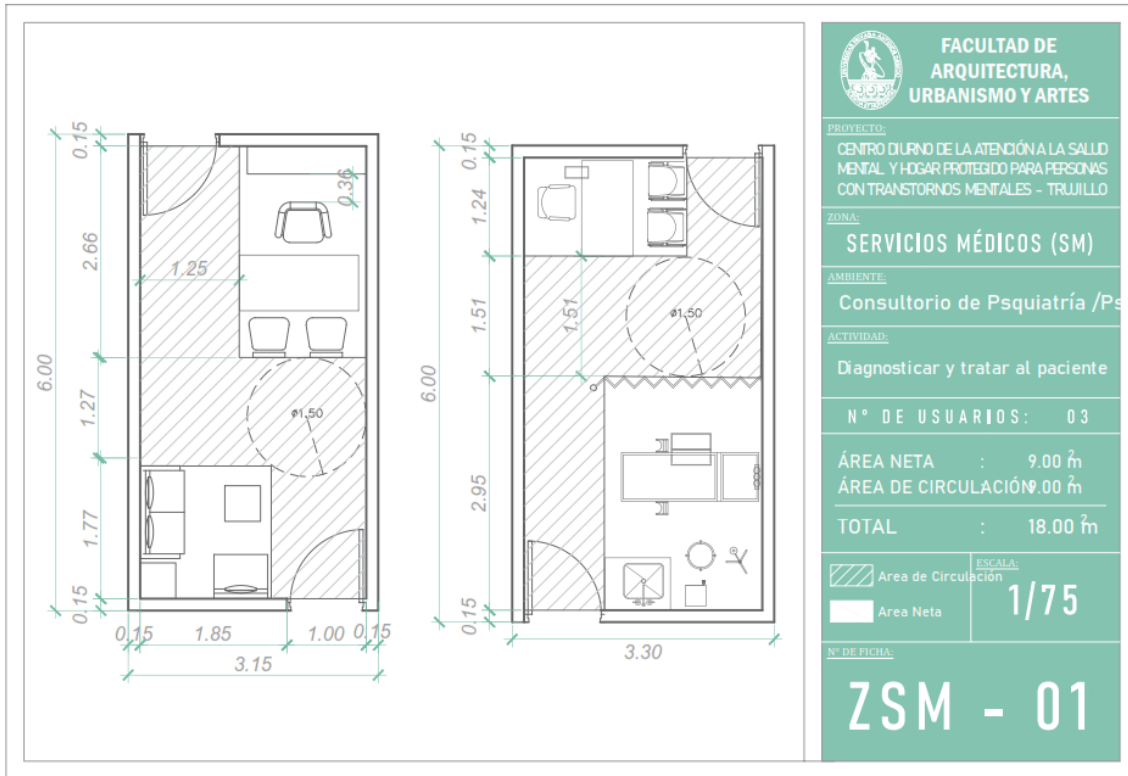 0.15
2.66
1.27
1.77
0.15
6.00
1.25
0.36
ø1.50
0.15
1.85
1.00
0.15
3.15
0.15
1.24
1.51
2.95
0.15
6.00
1.51
ø1.50
3.30
FACULTAD DE
ARQUITECTURA,
URBANISMO Y ARTES
PROYECTO:
CENTRO DIURNO DE LA ATENCIÓN A LA SALUD
MENTAL Y HOGAR PROTEGIDO PARA PERSONAS
CON TRANSTORNOS MENTALES - TRUJILLO
ZONA:
SERVICIOS MÉDICOS (SM)
AMBIENTE:
Consultorio de Psquiatría /Ps
ACTIVIDAD:
Diagnosticar y tratar al paciente
N° DE USUARIOS: 03
ÁREA NETA : 9.00 m²
ÁREA DE CIRCULACIÓN: 9.00 m²
TOTAL : 18.00 m²
Area de Circulación
Area Neta
ESCALA:
1/75
N° DE FICHA:
ZSM - 01